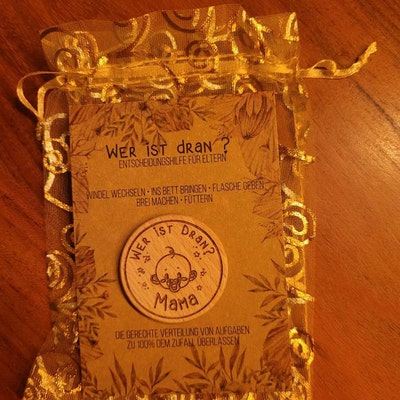 Wer ist dran?
ENTSCHEIDUNGSHILFE FÜR ELTERN
WINDEL WECHSELN • INS BETT BRINGEN • FLASCHE GEBEN
BREI MACHEN • FÜTTERN
Wer ist Dran?
Mama
DIE GERECHTE VERTEILUNG VON AUFGABEN
ZU 100% DEM ZUFALL ÜBERLASSEN